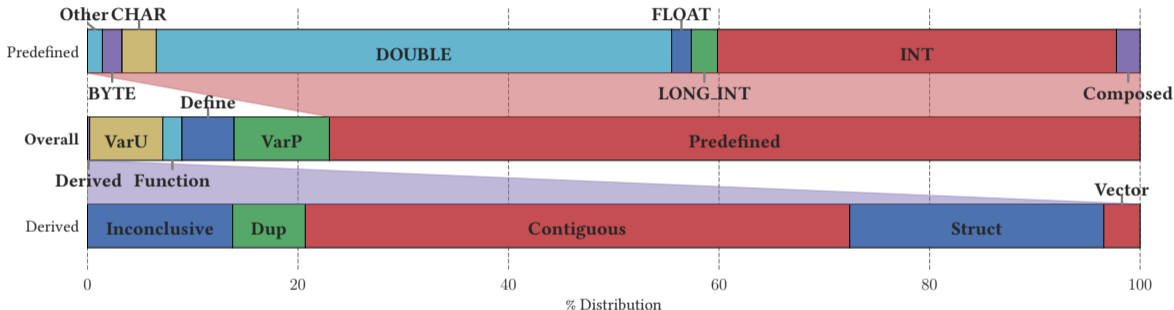 Other CHAR FLOAT
Predefined DOUBLE INT
BYTE LONG_INT Composed
Define
Overall VarU VarP Predefined
Derived Function
Vector
Derived Inconclusive Dup Contiguous Struct
0 20 40 60 80 100
% Distribution